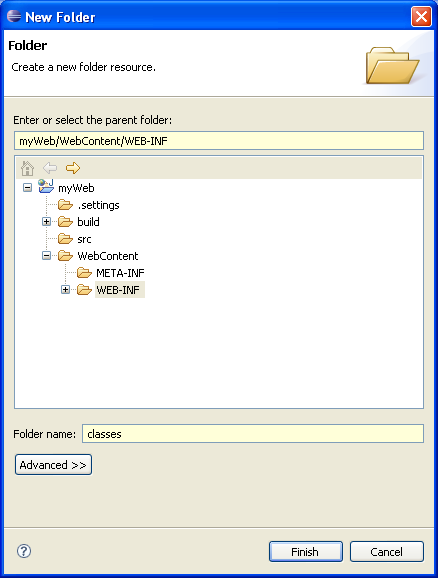 New Folder
Folder
Create a new folder resource.
Enter or select the parent folder:
myWeb/WebContent/WEB-INF
myWeb
.settings
build
src
WebContent
META-INF
WEB-INF
Folder name: classes
Advanced >>
Finish Cancel